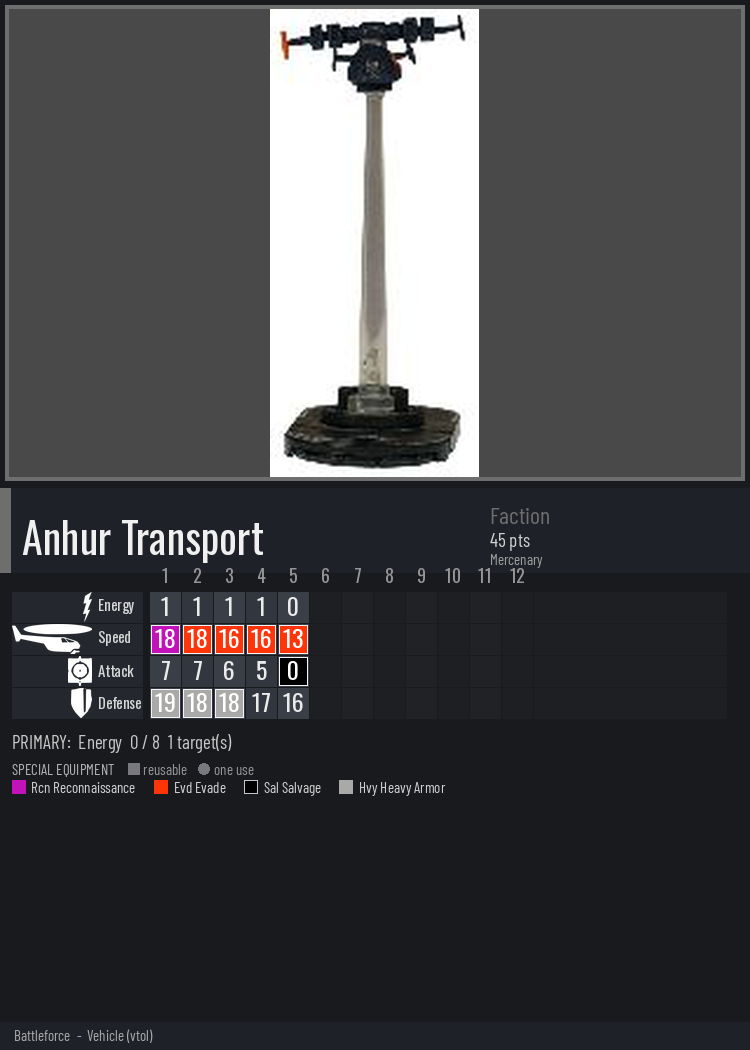 Anhur Transport
Faction
45 pts
Mercenary
1 2 3 4 5 6 7 8 9 10 11 12
Energy 1 1 1 1 0
Speed 18 18 16 16 13
Attack 7 7 6 5 0
Defense 19 18 18 17 16
PRIMARY: Energy 0 / 8 1 target(s)
SPECIAL EQUIPMENT reusable one use
Rcn Reconnaissance Evd Evade Sal Salvage Hvy Heavy Armor
Battleforce - Vehicle (vtol)